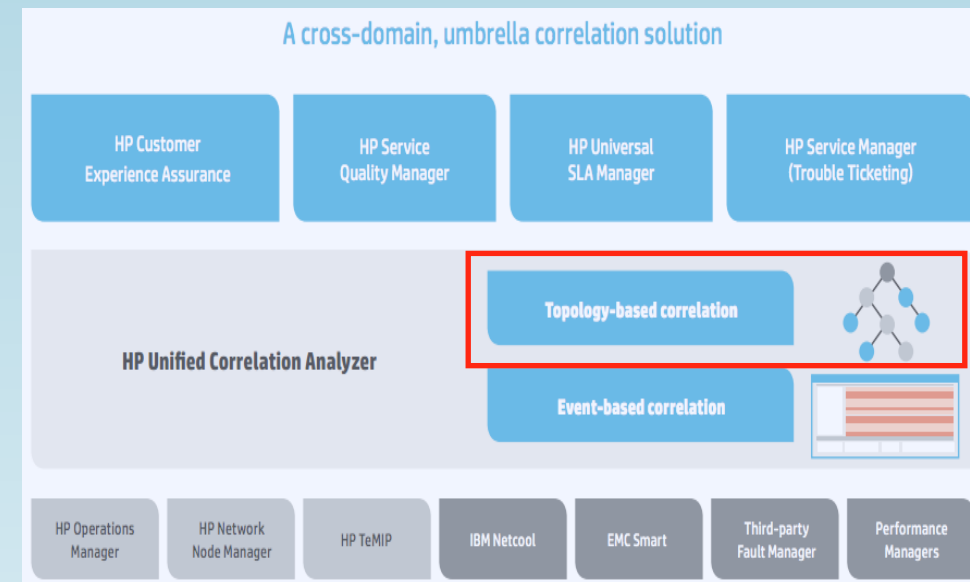 A cross-domain, umbrella correlation solution
HP Customer
Experience Assurance
HP Service
Quality Manager
HP Universal
SLA Manager
HP Service Manager
(Trouble Ticketing)
HP Unified Correlation Analyzer
Topology-based correlation
Event-based correlation
HP Operations
Manager
HP Network
Node Manager
HP TeMIP
IBM Netcool
EMC Smart
Third-party
Fault Manager
Performance
Managers